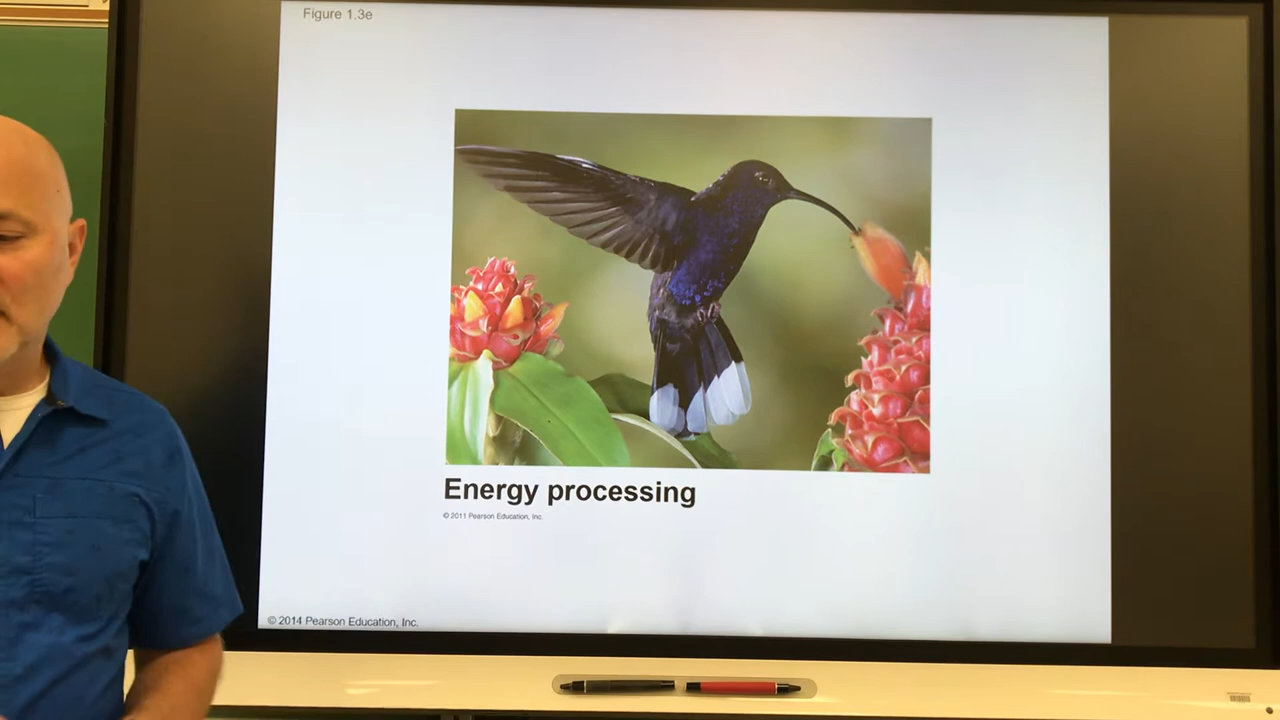 Figure 1.3e
Energy processing
© 2011 Pearson Education, Inc.
© 2014 Pearson Education, Inc.